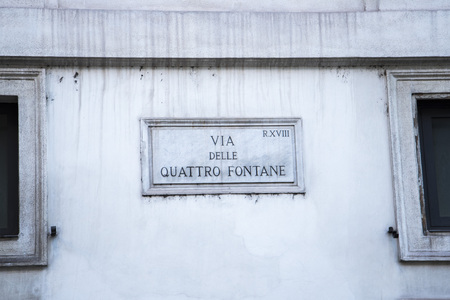 R.XVIII
VIA
DELLE
QUATTRO FONTANE